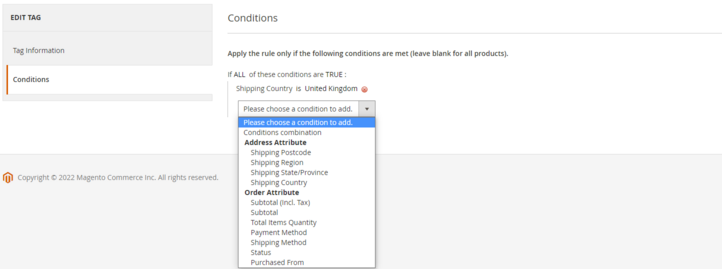 EDIT TAG
Tag Information
Conditions
Conditions
Apply the rule only if the following conditions are met (leave blank for all products).
If ALL of these conditions are TRUE :
Shipping Country is United Kingdom
Please choose a condition to add.
Please choose a condition to add.
Conditions combination
Address Attribute
Shipping Postcode
Shipping Region
Shipping State/Province
Shipping Country
Order Attribute
Subtotal (Incl. Tax)
Subtotal
Total Items Quantity
Payment Method
Shipping Method
Status
Purchased From
Copyright © 2022 Magento Commerce Inc. All rights reserved.